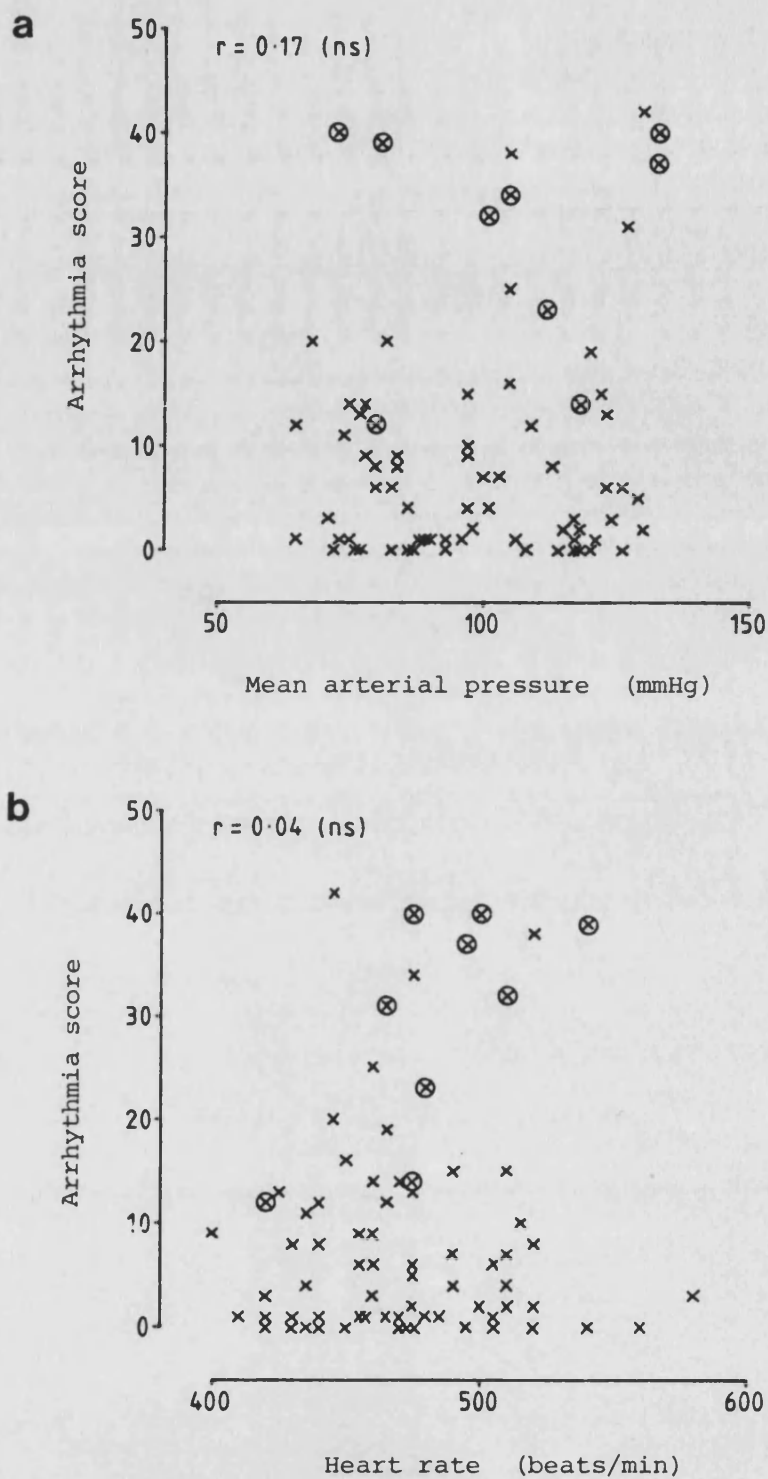 a
50
r = 0·17 (ns)
40
30
20
10
0
Arrhythmia score
50
100
150
Mean arterial pressure (mmHg)
b
50
r = 0·04 (ns)
40
30
20
10
0
Arrhythmia score
400
500
600
Heart rate (beats/min)